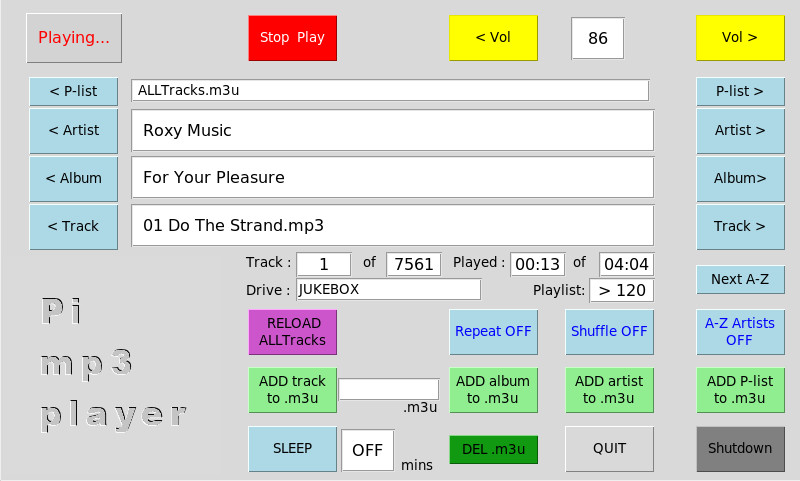 Playing... Stop Play < Vol 86 Vol >
< P-list ALLTracks.m3u P-list >
< Artist Roxy Music Artist >
< Album For Your Pleasure Album>
< Track 01 Do The Strand.mp3 Track >
Track : 1 of 7561 Played : 00:13 of 04:04
Next A-Z
Drive : JUKEBOX Playlist: > 120
Pi
mp3
player
RELOAD
ALLTracks
Repeat OFF
Shuffle OFF
A-Z Artists
OFF
ADD track
to .m3u
.m3u
ADD album
to .m3u
ADD artist
to .m3u
ADD P-list
to .m3u
SLEEP OFF mins DEL .m3u QUIT Shutdown